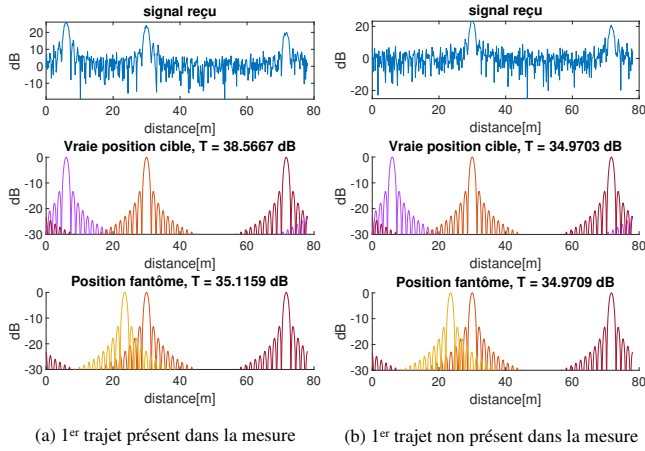 signal reçu
20
10
0
-10
dB
0 20 40 60 80
distance[m]
Vraie position cible, T = 38.5667 dB
0
-10
-20
-30
dB
0 20 40 60 80
distance[m]
Position fantôme, T = 35.1159 dB
0
-10
-20
-30
dB
0 20 40 60 80
distance[m]
(a) 1er trajet présent dans la mesure
signal reçu
20
0
-20
dB
0 20 40 60 80
distance[m]
Vraie position cible, T = 34.9703 dB
0
-10
-20
-30
dB
0 20 40 60 80
distance[m]
Position fantôme, T = 34.9709 dB
0
-10
-20
-30
dB
0 20 40 60 80
distance[m]
(b) 1er trajet non présent dans la mesure